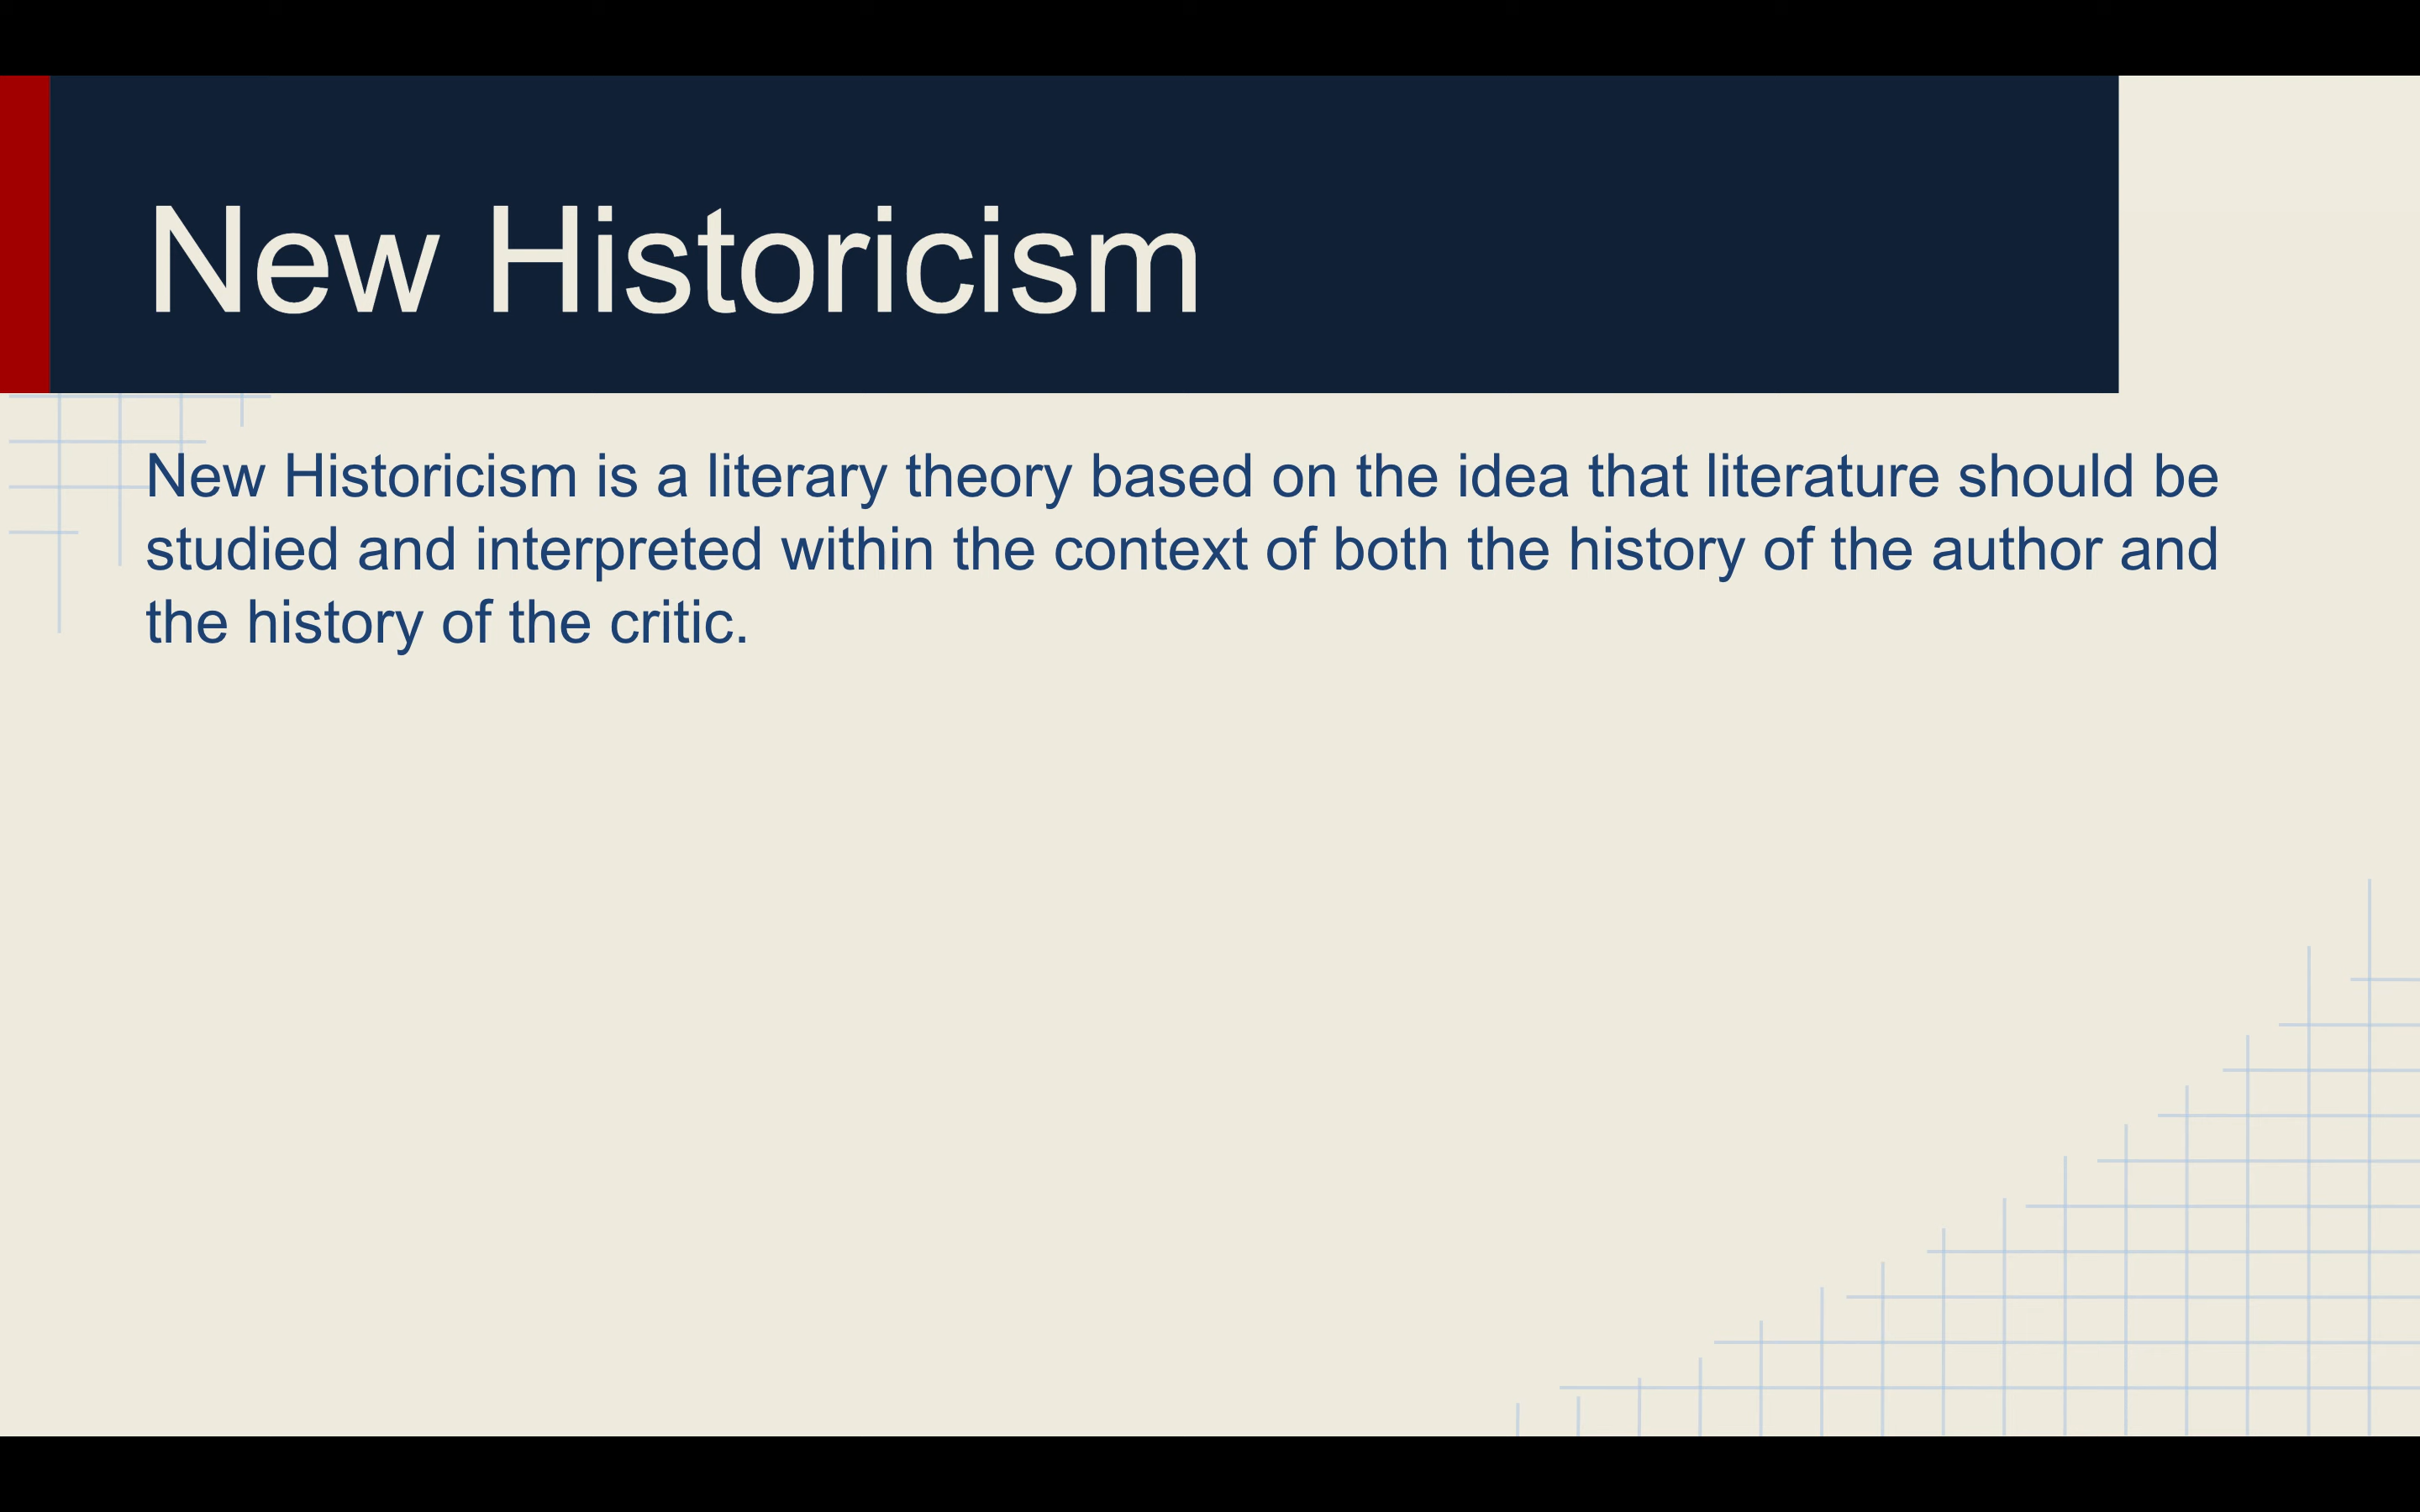 New Historicism
New Historicism is a literary theory based on the idea that literature should be
studied and interpreted within the context of both the history of the author and
the history of the critic.